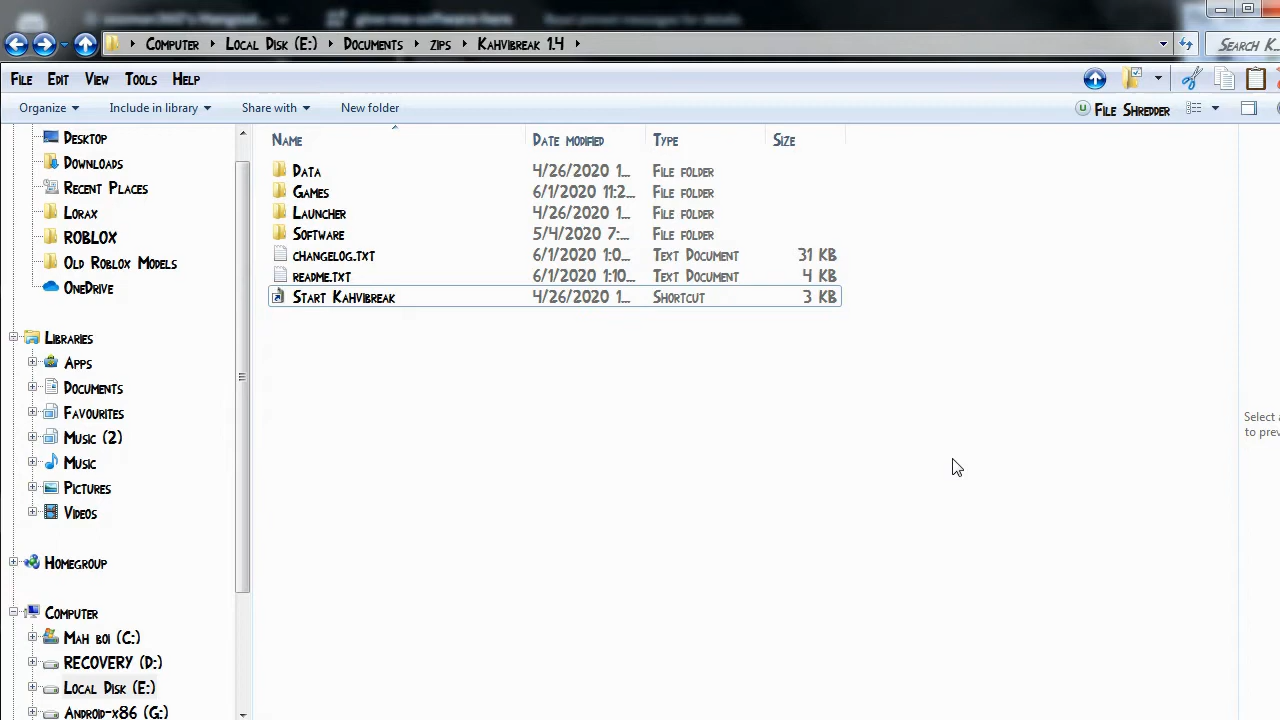 Computer Local Disk (E:) Documents zips Kahvibreak 1.4 Search K...
File Edit View Tools Help
Organize Include in library Share with New folder File Shredder
Name Date modified Type Size
Desktop
Downloads
Recent Places
Lorax
ROBLOX
Old Roblox Models
OneDrive
Libraries
Apps
Documents
Favourites
Music (2)
Music
Pictures
Videos
Homegroup
Computer
Mah boi (C:)
RECOVERY (D:)
Local Disk (E:)
Android-x86 (G:)
Data 4/26/2020 1... File folder
Games 6/1/2020 11:2... File folder
Launcher 4/26/2020 1... File folder
Software 5/4/2020 7:... File folder
changelog.txt 6/1/2020 1:0... Text Document 31 KB
readme.txt 6/1/2020 1:10... Text Document 4 KB
Start Kahvibreak 4/26/2020 1... Shortcut 3 KB
Select a
to prev